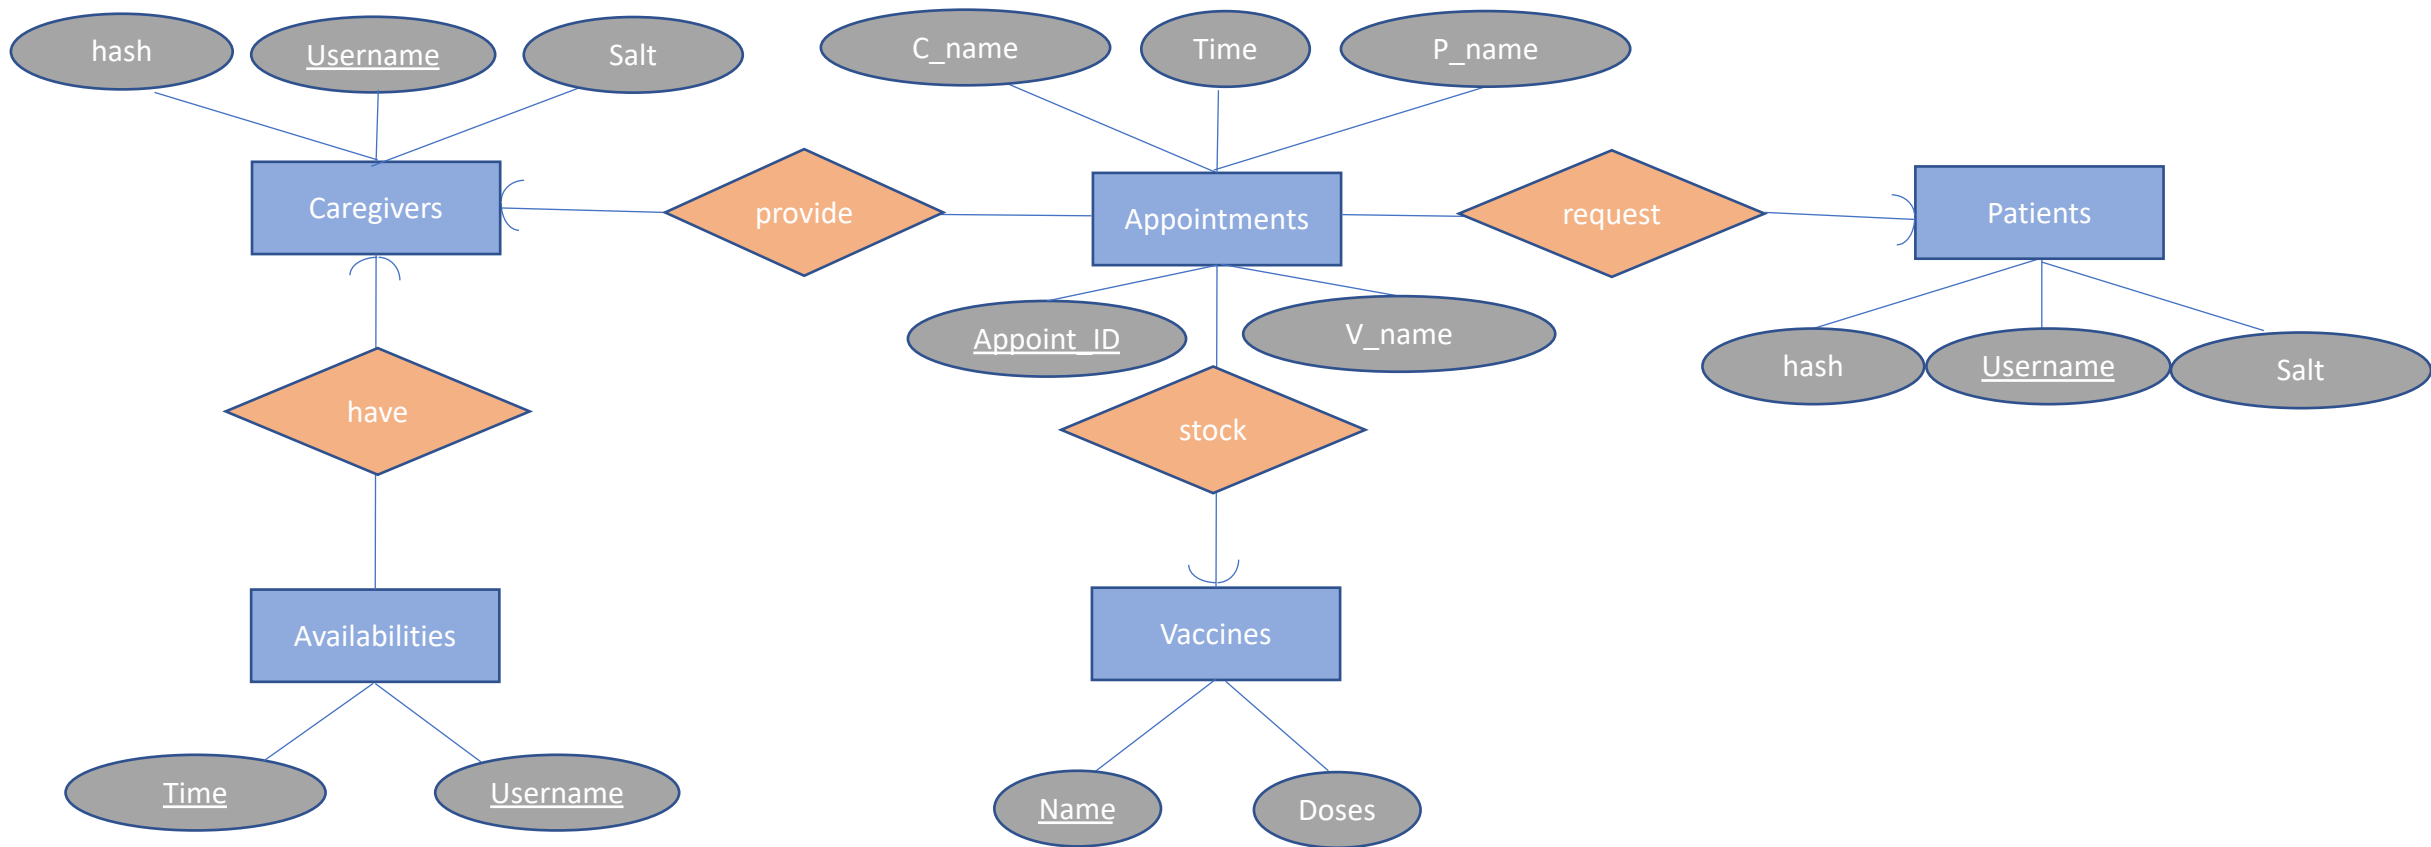 hash
Username
Salt
C_name
Time
P_name
Caregivers
provide
Appointments
request
Patients
Appoint_ID
V_name
hash
Username
Salt
have
stock
Availabilities
Vaccines
Time
Username
Name
Doses